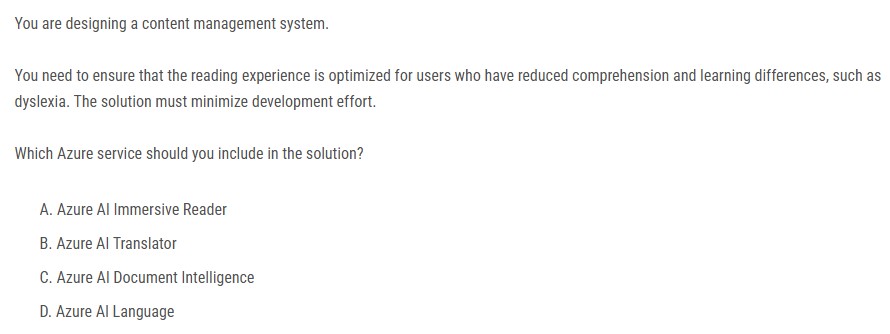 You are designing a content management system.
You need to ensure that the reading experience is optimized for users who have reduced comprehension and learning differences, such as
dyslexia. The solution must minimize development effort.
Which Azure service should you include in the solution?
A. Azure AI Immersive Reader
B. Azure AI Translator
C. Azure AI Document Intelligence
D. Azure AI Language